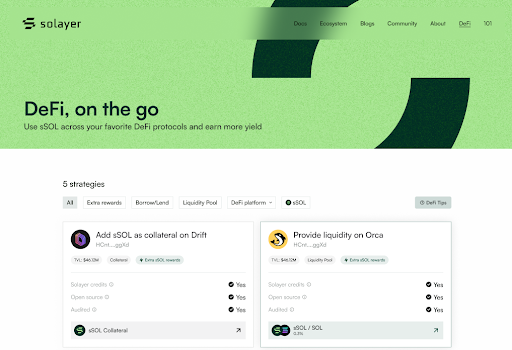 solayer
Docs Ecosystem Blogs Community About DeFi 101
DeFi, on the go
Use sSOL across your favorite DeFi protocols and earn more yield
5 strategies
All Extra rewards Borrow/Lend Liquidity Pool DeFi platform sSOL DeFi Tips
Add sSOL as collateral on Drift
HCnt....ggXd
TVL: $46.12M Collateral Extra sSOL rewards
Solayer credits Yes
Open source Yes
Audited Yes
sSOL Collateral
Provide liquidity on Orca
HCnt....ggXd
TVL: $46.12M Liquidity Pool Extra sSOL rewards
Solayer credits Yes
Open source Yes
Audited Yes
sSOL / SOL